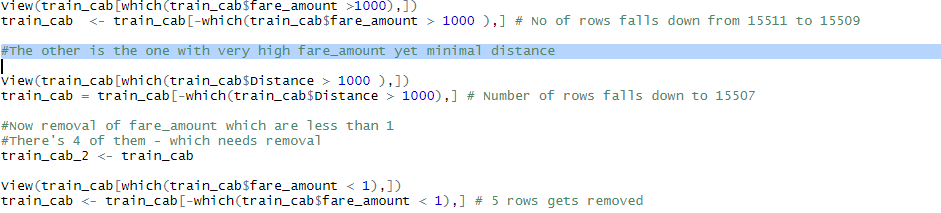 View(train_cab[which(train_cab$fare_amount >1000),])
train_cab  <- train_cab[-which(train_cab$fare_amount > 1000 ),] # No of rows falls down from 15511 to 15509
#The other is the one with very high fare_amount yet minimal distance
View(train_cab[which(train_cab$Distance > 1000 ),])
train_cab = train_cab[-which(train_cab$Distance > 1000),] # Number of rows falls down to 15507
#Now removal of fare_amount which are less than 1
#There's 4 of them - which needs removal
train_cab_2 <- train_cab
View(train_cab[which(train_cab$fare_amount < 1),])
train_cab <- train_cab[-which(train_cab$fare_amount < 1),] # 5 rows gets removed